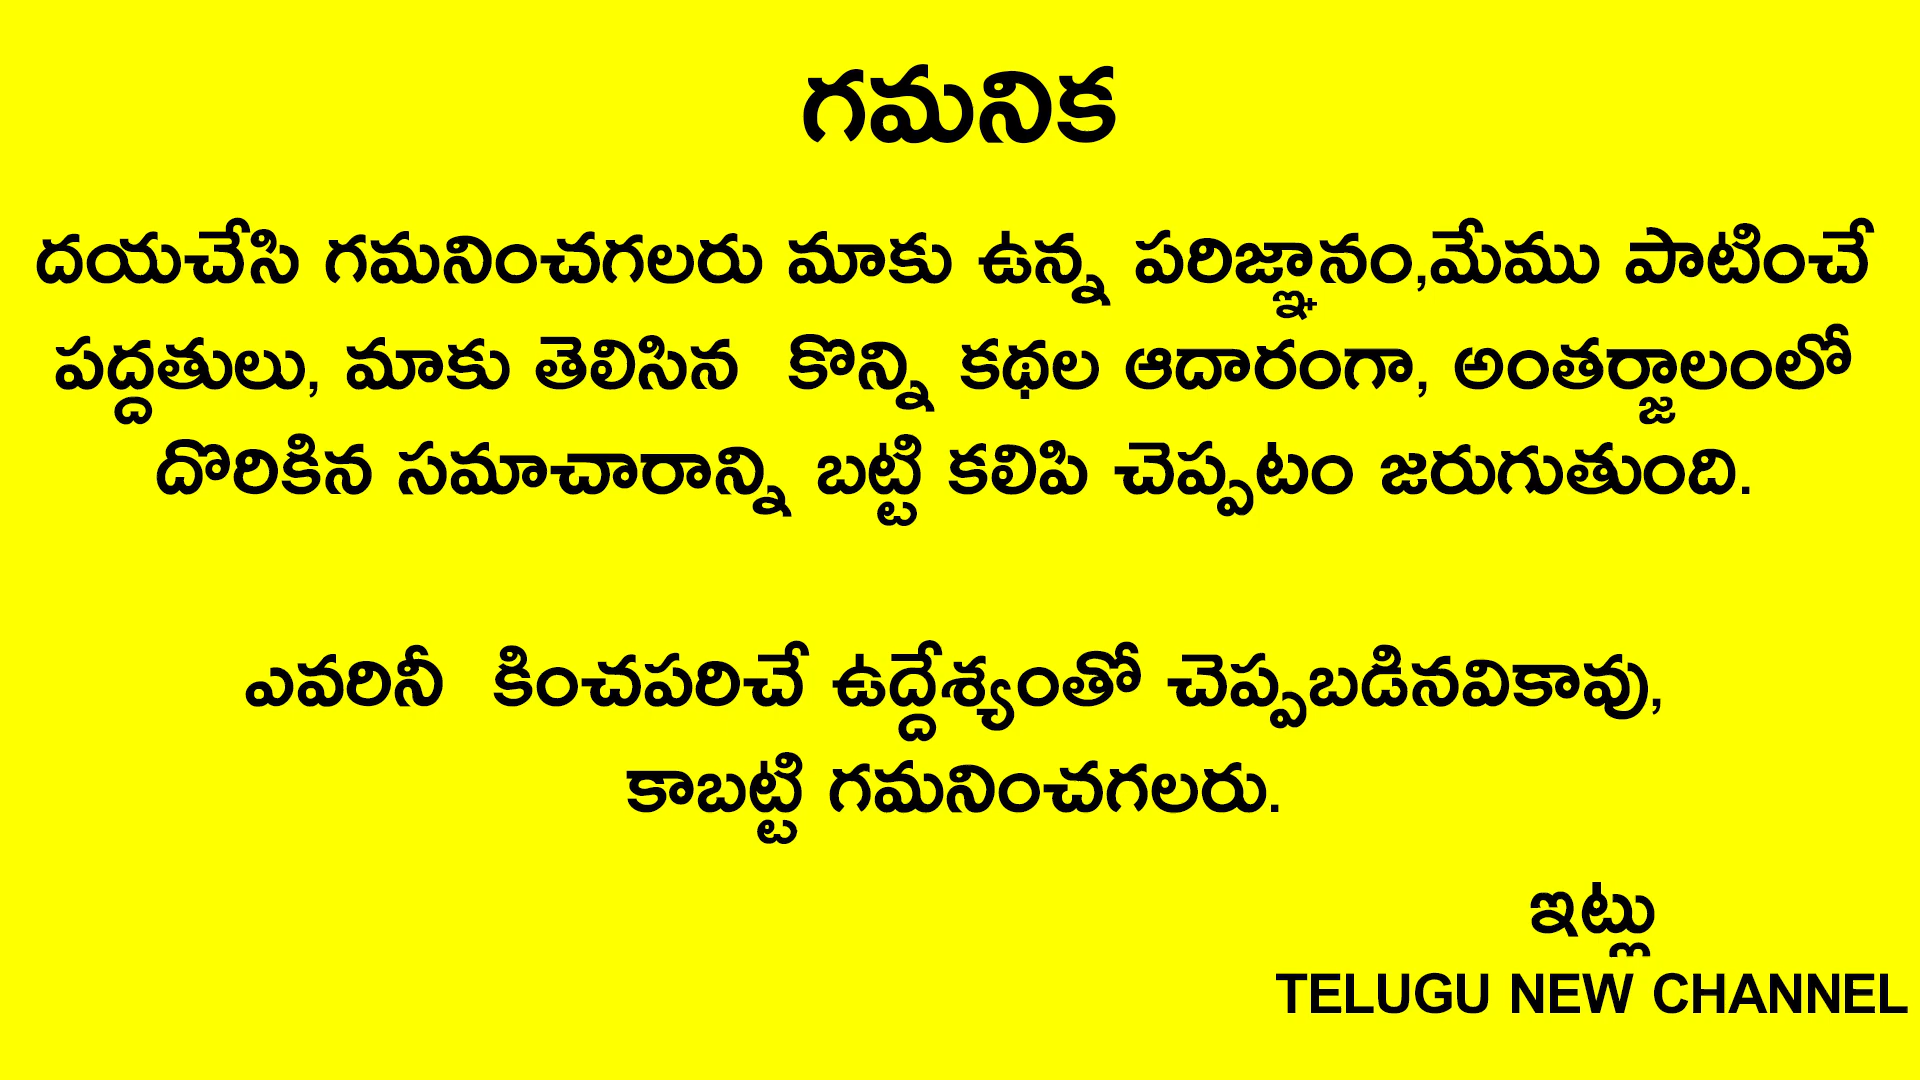 గమనిక
దయచేసి గమనించగలరు మాకు ఉన్న పరిజ్ఞానం,మేము పాటించే
పద్దతులు, మాకు తెలిసిన కొన్ని కథల ఆదారంగా, అంతర్జాలంలో
దొరికిన సమాచారాన్ని బట్టి కలిపి చెప్పటం జరుగుతుంది.
ఎవరినీ కించపరిచే ఉద్దేశ్యంతో చెప్పబడినవికావు,
కాబట్టి గమనించగలరు.
ఇట్లు
TELUGU NEW CHANNEL